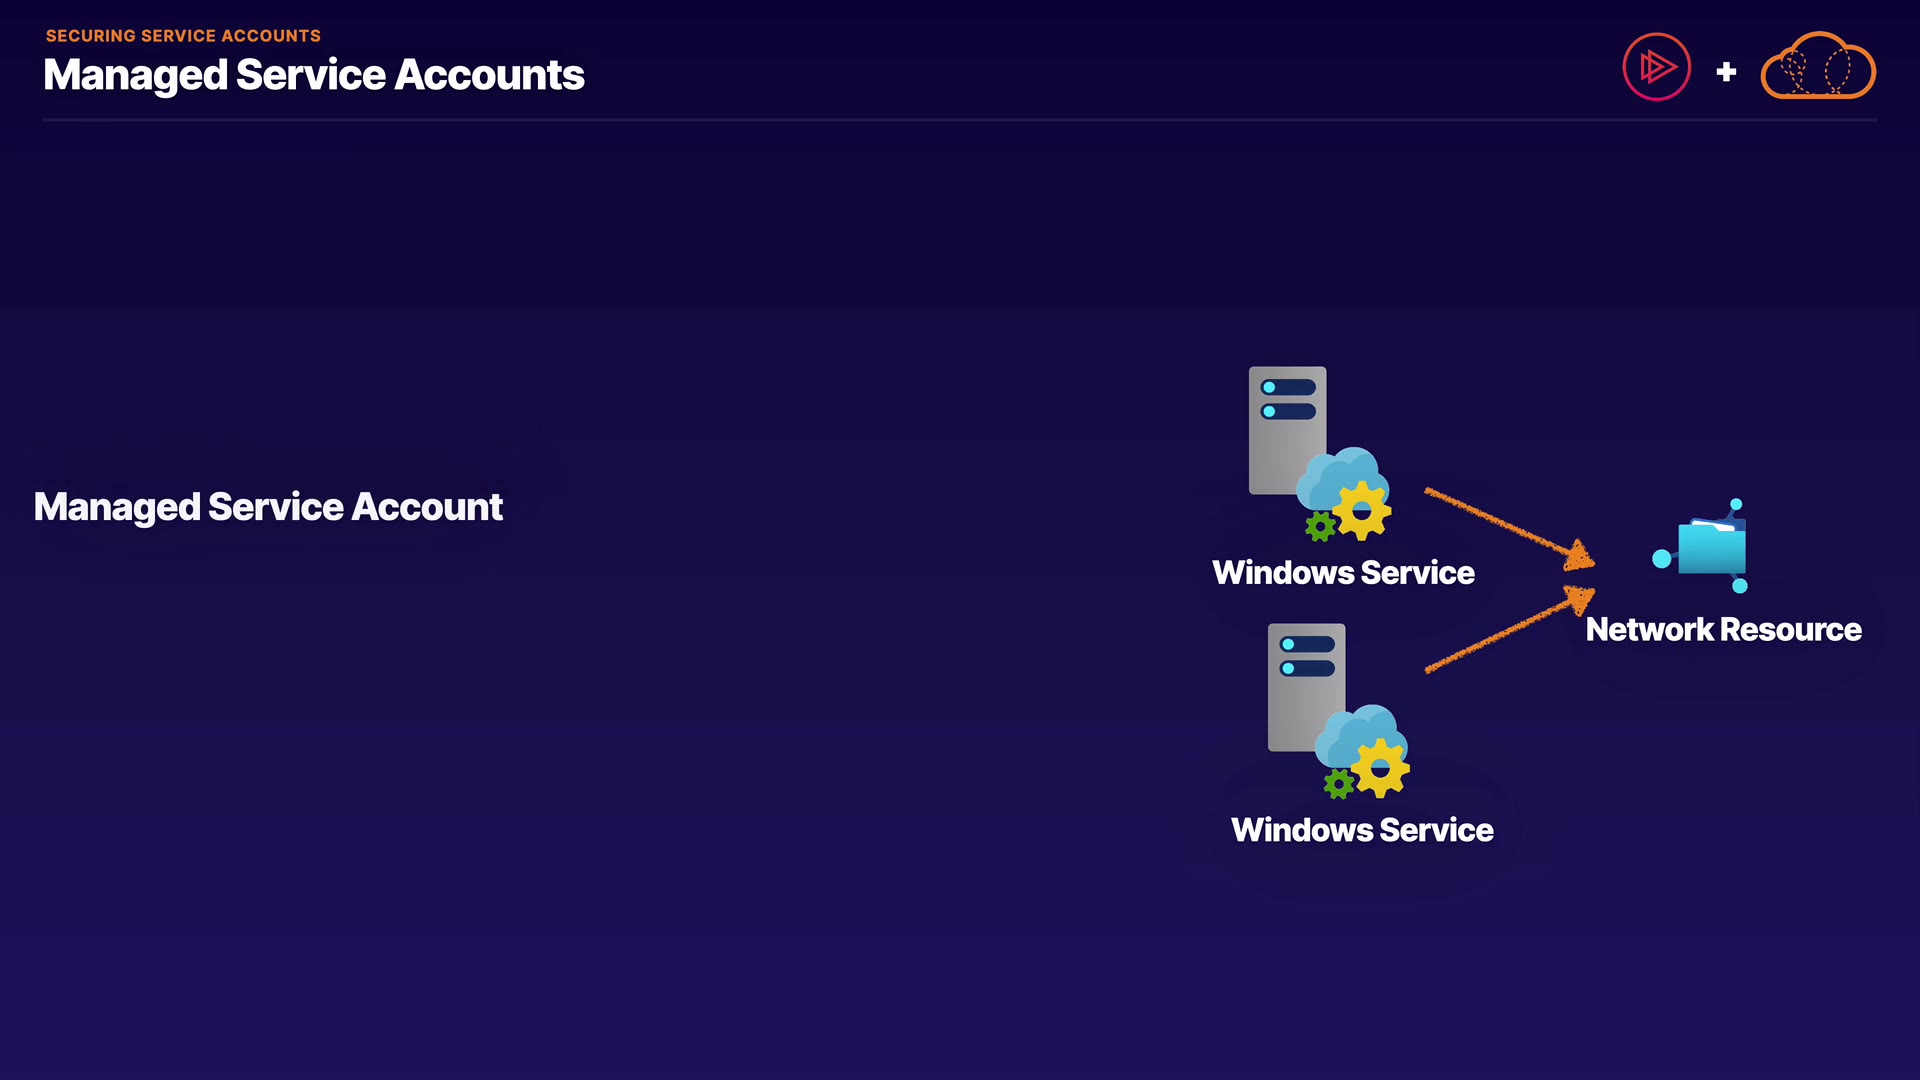 SECURING SERVICE ACCOUNTS
Managed Service Accounts
+
Managed Service Account
Windows Service
Network Resource
Windows Service